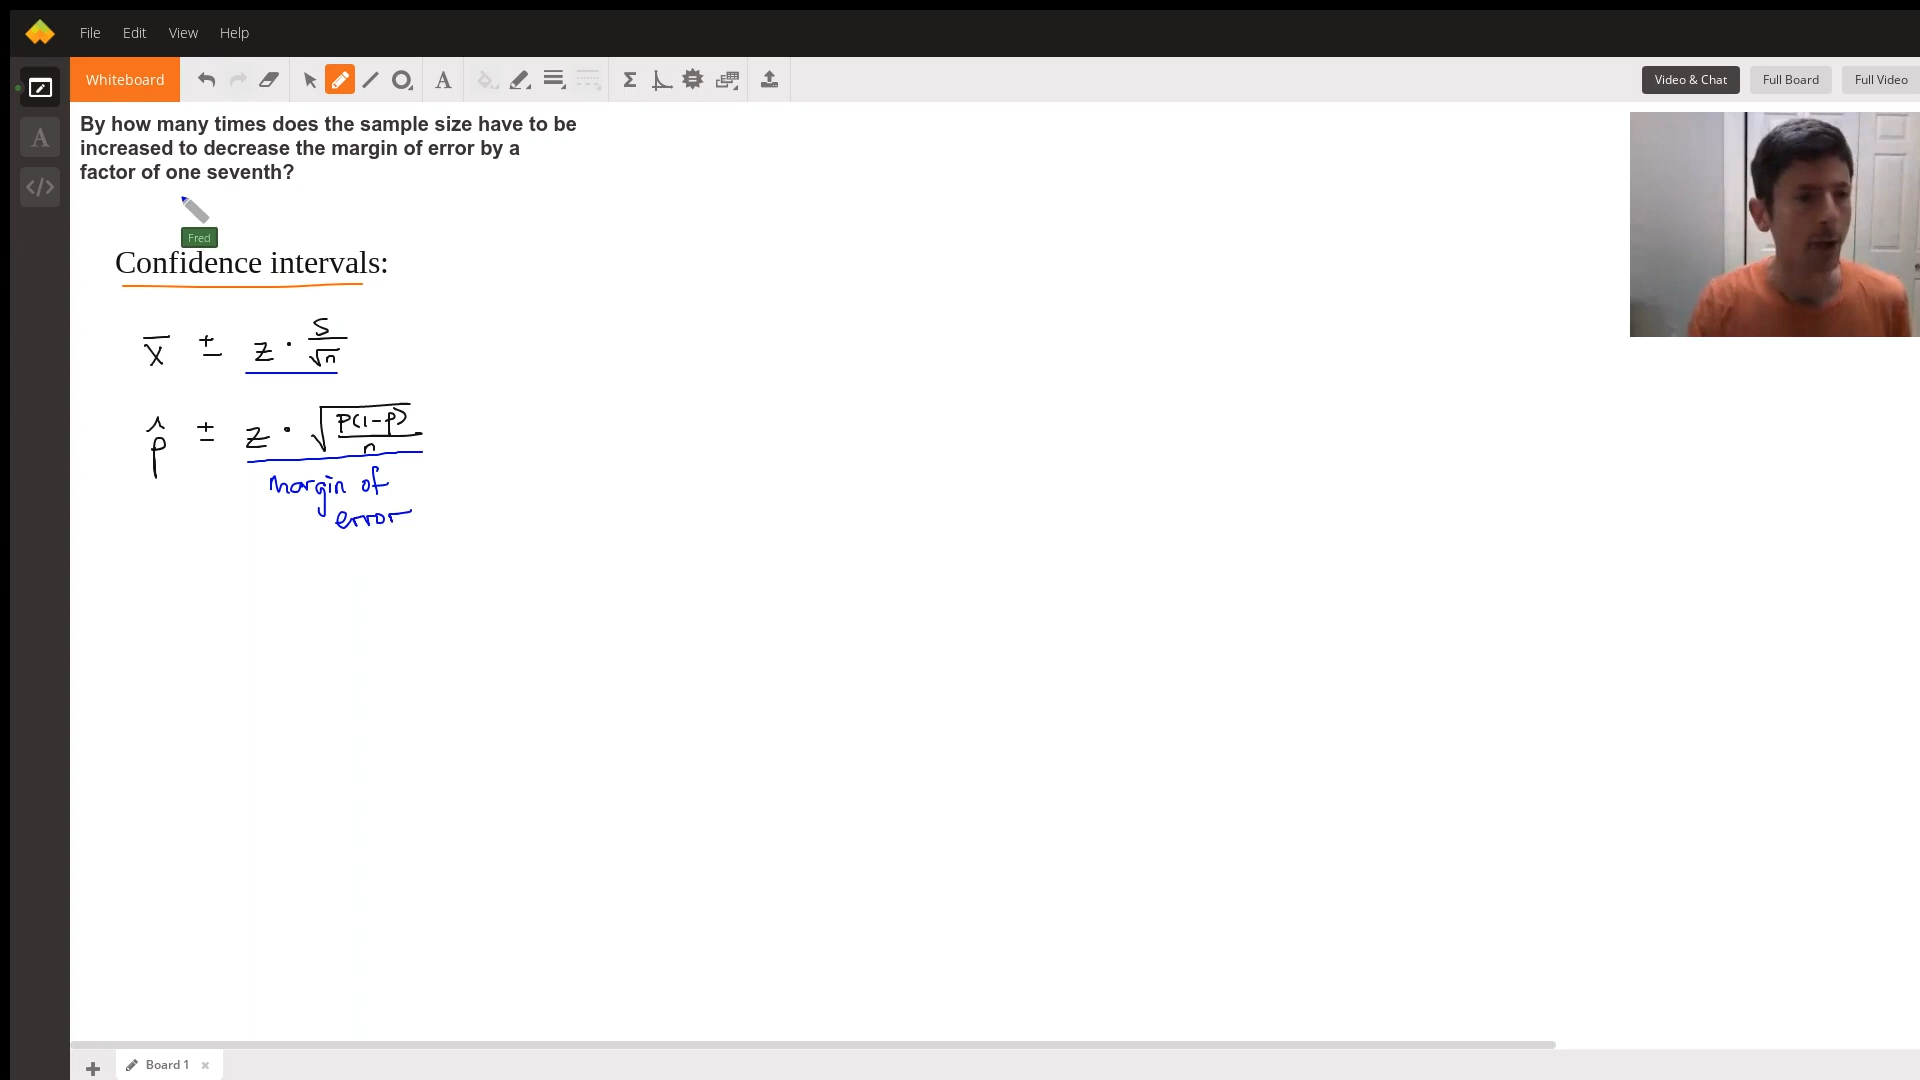 File Edit View Help
Whiteboard
Video & Chat Full Board Full Video
By how many times does the sample size have to be
increased to decrease the margin of error by a
factor of one seventh?
Fred
Confidence intervals:
x̄ ± z · s/√n
p̂ ± z · √(p(1-p)/n)
margin of
error
Board 1